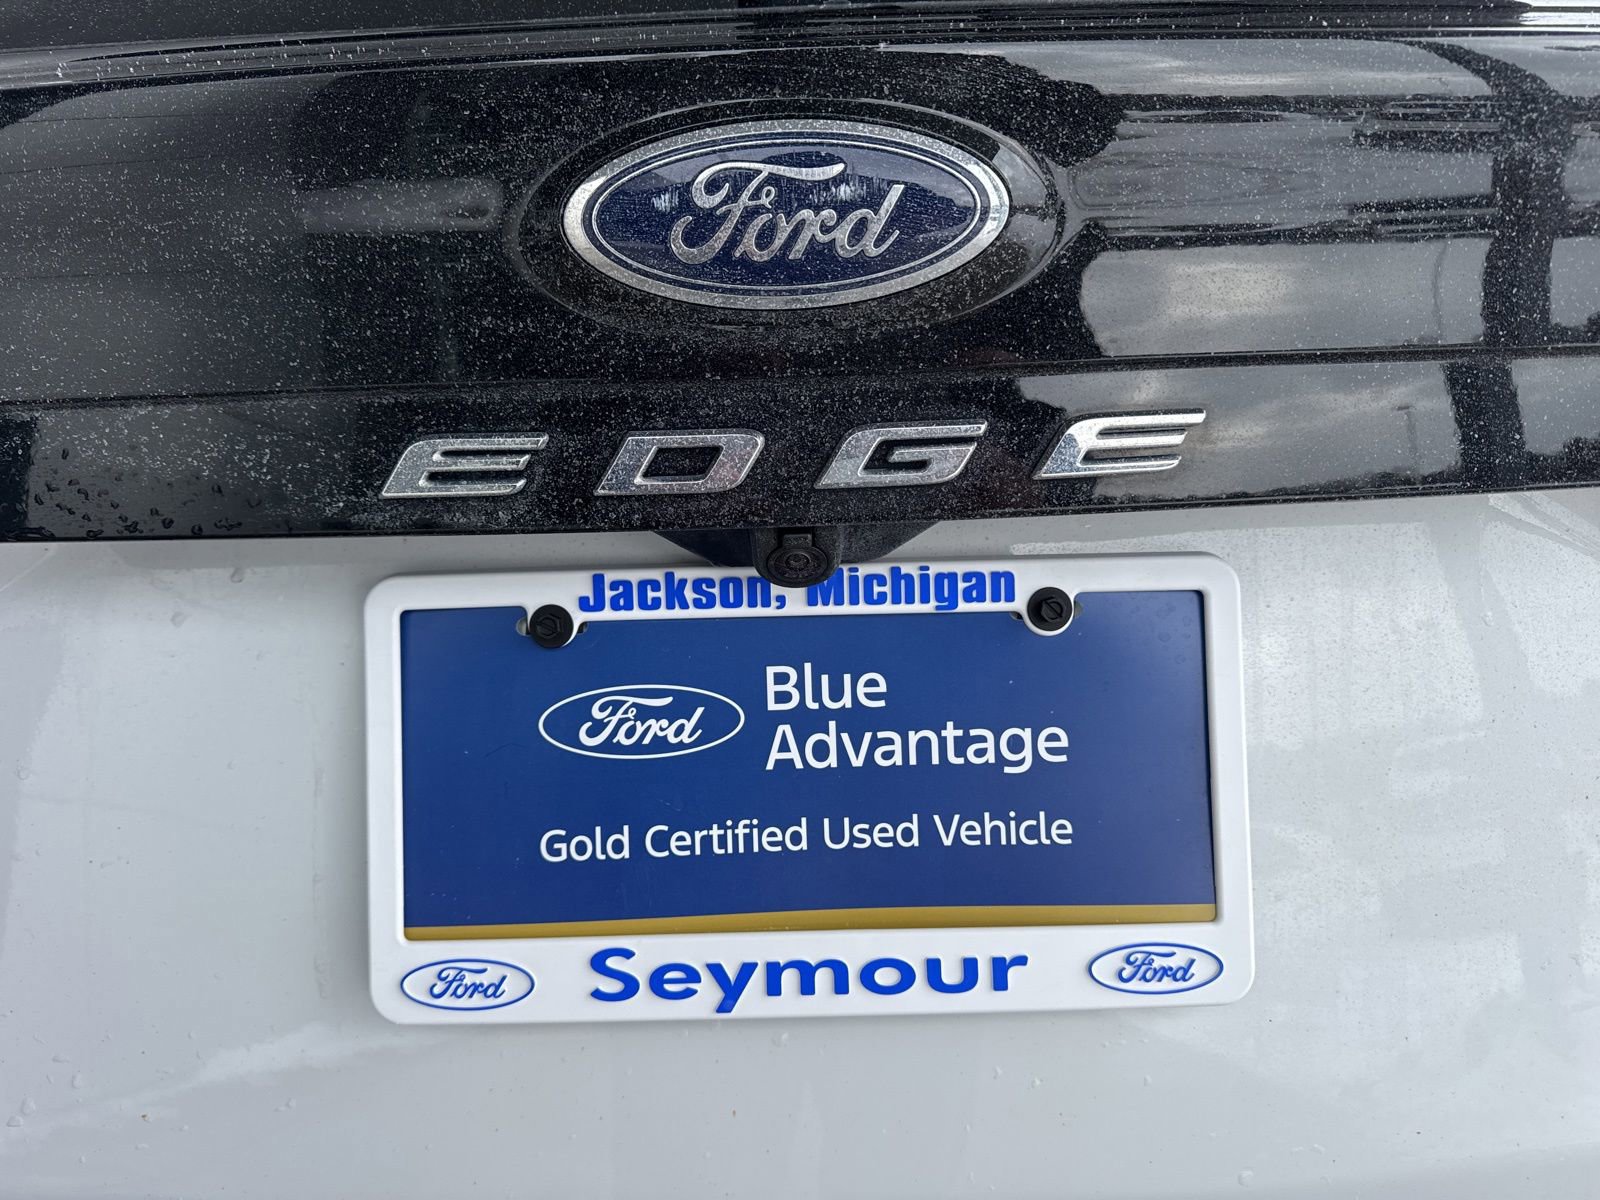 Ford
EDGE
Jackson, Michigan
Ford
Blue
Advantage
Gold Certified Used Vehicle
Ford
Seymour
Ford